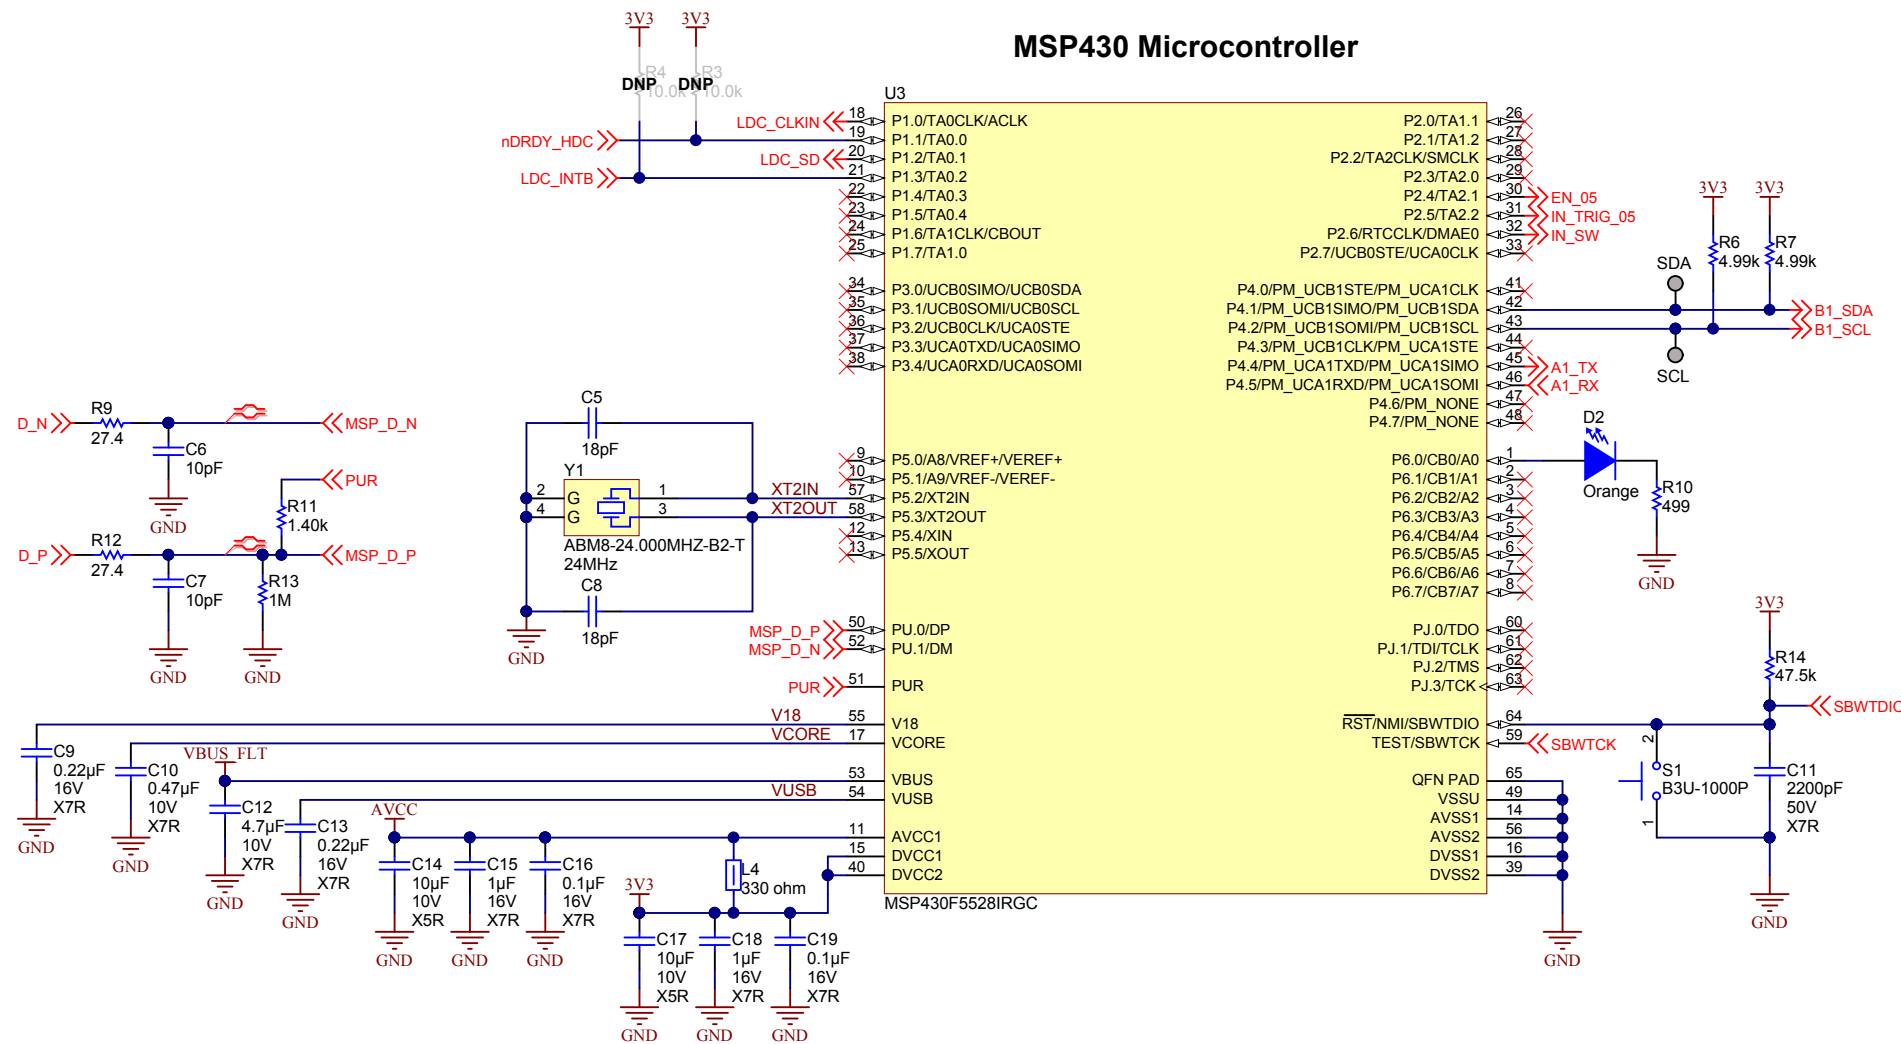 MSP430 Microcontroller
3V3
3V3
R4
10.0k
DNP
R3
10.0k
DNP
nDRDY_HDC
LDC_INTB
LDC_CLKIN
LDC_SD
U3
18 P1.0/TA0CLK/ACLK
19 P1.1/TA0.0
20 P1.2/TA0.1
21 P1.3/TA0.2
22 P1.4/TA0.3
23 P1.5/TA0.4
24 P1.6/TA1CLK/CBOUT
25 P1.7/TA1.0
34 P3.0/UCB0SIMO/UCB0SDA
35 P3.1/UCB0SOMI/UCB0SCL
36 P3.2/UCB0CLK/UCA0STE
37 P3.3/UCA0TXD/UCA0SIMO
38 P3.4/UCA0RXD/UCA0SOMI
9 P5.0/A8/VREF+/VEREF+
10 P5.1/A9/VREF-/VEREF-
XT2IN 57 P5.2/XT2IN
XT2OUT 58 P5.3/XT2OUT
12 P5.4/XIN
13 P5.5/XOUT
MSP_D_P 50 PU.0/DP
MSP_D_N 52 PU.1/DM
PUR 51 PUR
V18 55 V18
VCORE 17 VCORE
53 VBUS
VUSB 54 VUSB
11 AVCC1
15 DVCC1
40 DVCC2
MSP430F5528IRGC
P2.0/TA1.1 26
P2.1/TA1.2 27
P2.2/TA2CLK/SMCLK 28
P2.3/TA2.0 29
P2.4/TA2.1 30 EN_05
P2.5/TA2.2 31 IN_TRIG_05
P2.6/RTCCLK/DMAE0 32 IN_SW
P2.7/UCB0STE/UCA0CLK 33
P4.0/PM_UCB1STE/PM_UCA1CLK 41
P4.1/PM_UCB1SIMO/PM_UCB1SDA 42
P4.2/PM_UCB1SOMI/PM_UCB1SCL 43
P4.3/PM_UCB1CLK/PM_UCA1STE 44
P4.4/PM_UCA1TXD/PM_UCA1SIMO 45 A1_TX
P4.5/PM_UCA1RXD/PM_UCA1SOMI 46 A1_RX
P4.6/PM_NONE 47
P4.7/PM_NONE 48
P6.0/CB0/A0 1
P6.1/CB1/A1 2
P6.2/CB2/A2 3
P6.3/CB3/A3 4
P6.4/CB4/A4 5
P6.5/CB5/A5 6
P6.6/CB6/A6 7
P6.7/CB7/A7 8
PJ.0/TDO 60
PJ.1/TDI/TCLK 61
PJ.2/TMS 62
PJ.3/TCK 63
RST/NMI/SBWTDIO 64
TEST/SBWTCK 59 SBWTCK
QFN PAD 65
VSSU 49
AVSS1 14
AVSS2 56
DVSS1 16
DVSS2 39
GND
3V3
3V3
R6
4.99k
R7
4.99k
SDA
SCL
B1_SDA
B1_SCL
D2
Orange
R10
499
GND
3V3
R14
47.5k
SBWTDIO
2
S1
B3U-1000P
1
C11
2200pF
50V
X7R
GND
D_N
R9
27.4
C6
10pF
GND
MSP_D_N
PUR
R11
1.40k
D_P
R12
27.4
C7
10pF
GND
R13
1M
GND
MSP_D_P
C5
18pF
Y1
2 G 1
4 G 3
ABM8-24.000MHZ-B2-T
24MHz
C8
18pF
GND
C9
0.22µF
16V
X7R
GND
C10
0.47µF
10V
X7R
GND
VBUS_FLT
C12
4.7µF
10V
X7R
GND
C13
0.22µF
16V
X7R
GND
AVCC
C14
10µF
10V
X5R
GND
C15
1µF
16V
X7R
GND
C16
0.1µF
16V
X7R
GND
L4
330 ohm
3V3
C17
10µF
10V
X5R
GND
C18
1µF
16V
X7R
GND
C19
0.1µF
16V
X7R
GND